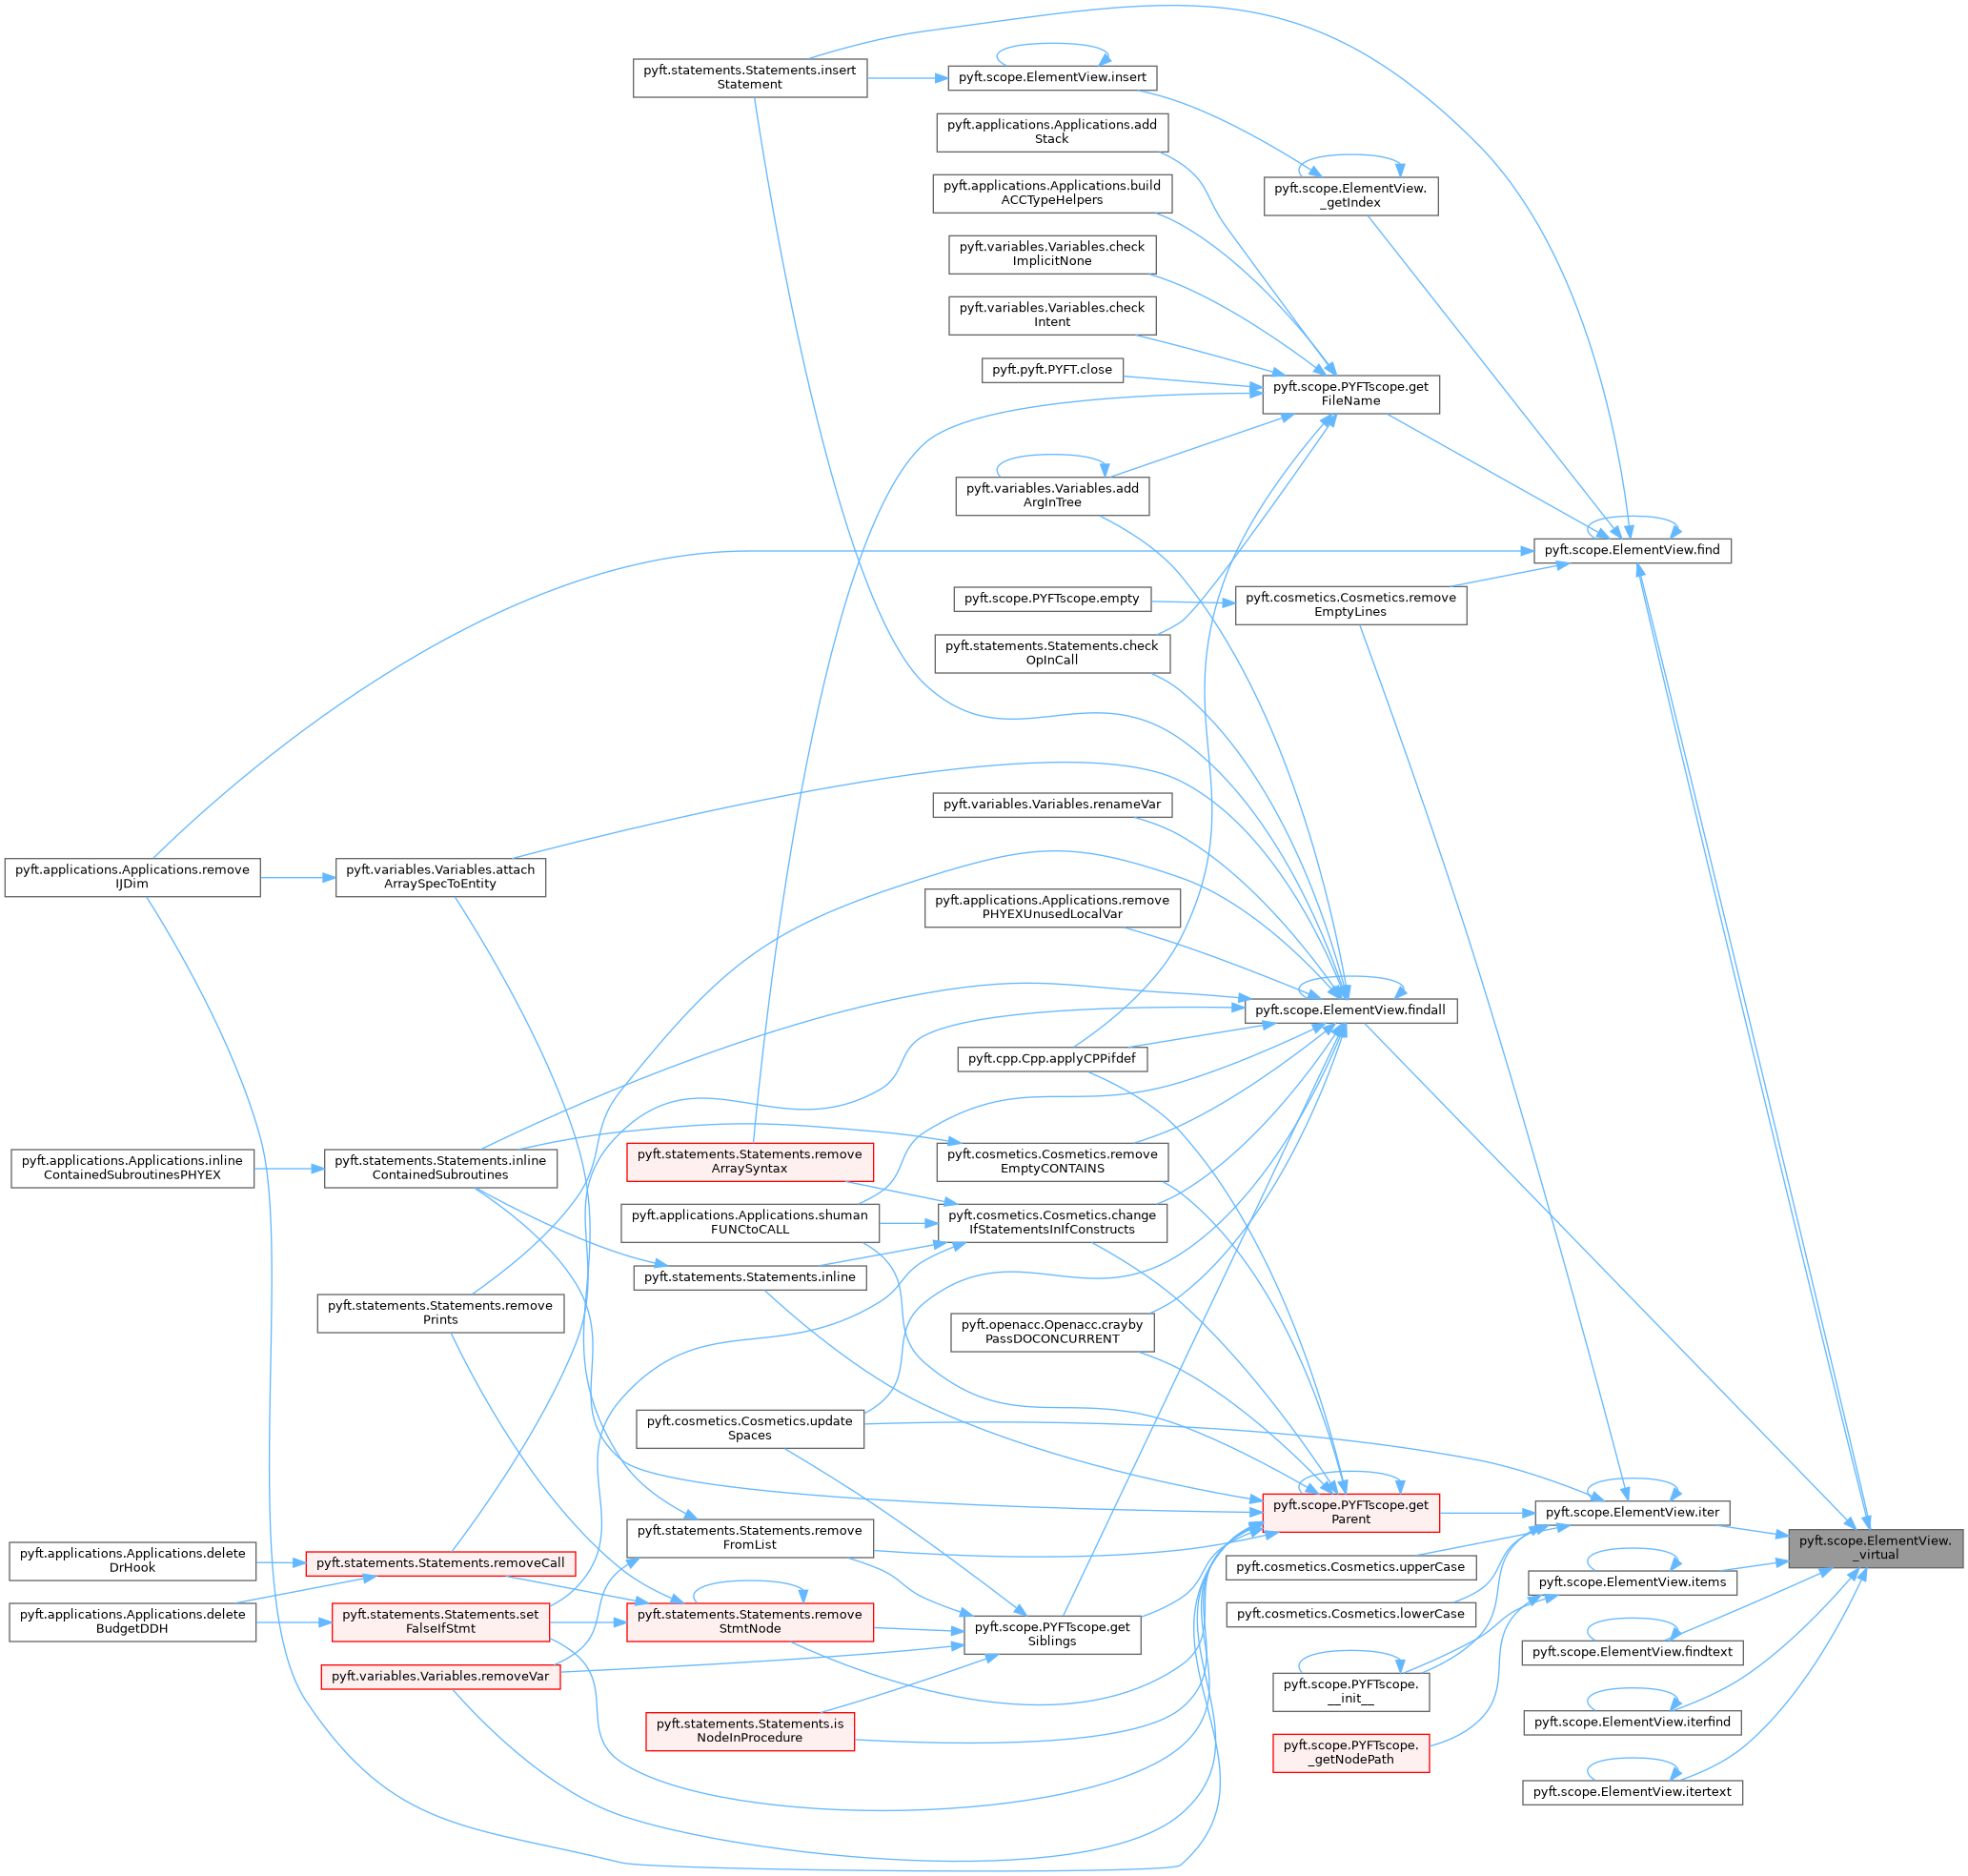 pyft.statements.Statements.insert
Statement
pyft.scope.ElementView.insert
pyft.applications.Applications.add
Stack
pyft.applications.Applications.build
ACCTypeHelpers
pyft.scope.ElementView.
_getIndex
pyft.variables.Variables.check
ImplicitNone
pyft.variables.Variables.check
Intent
pyft.pyft.PYFT.close
pyft.scope.PYFTscope.get
FileName
pyft.variables.Variables.add
ArgInTree
pyft.scope.ElementView.find
pyft.scope.PYFTscope.empty
pyft.cosmetics.Cosmetics.remove
EmptyLines
pyft.statements.Statements.check
OpInCall
pyft.variables.Variables.renameVar
pyft.applications.Applications.remove
IJDim
pyft.variables.Variables.attach
ArraySpecToEntity
pyft.applications.Applications.remove
PHYEXUnusedLocalVar
pyft.scope.ElementView.findall
pyft.cpp.Cpp.applyCPPifdef
pyft.applications.Applications.inline
ContainedSubroutinesPHYEX
pyft.statements.Statements.inline
ContainedSubroutines
pyft.statements.Statements.remove
ArraySyntax
pyft.cosmetics.Cosmetics.remove
EmptyCONTAINS
pyft.applications.Applications.shuman
FUNCtoCALL
pyft.cosmetics.Cosmetics.change
IfStatementsInIfConstructs
pyft.statements.Statements.inline
pyft.statements.Statements.remove
Prints
pyft.openacc.Openacc.crayby
PassDOCONCURRENT
pyft.cosmetics.Cosmetics.update
Spaces
pyft.scope.PYFTscope.get
Parent
pyft.scope.ElementView.iter
pyft.scope.ElementView.
_virtual
pyft.statements.Statements.remove
FromList
pyft.applications.Applications.delete
DrHook
pyft.statements.Statements.removeCall
pyft.cosmetics.Cosmetics.upperCase
pyft.scope.ElementView.items
pyft.applications.Applications.delete
BudgetDDH
pyft.statements.Statements.set
FalseIfStmt
pyft.statements.Statements.remove
StmtNode
pyft.scope.PYFTscope.get
Siblings
pyft.cosmetics.Cosmetics.lowerCase
pyft.scope.ElementView.findtext
pyft.variables.Variables.removeVar
pyft.scope.PYFTscope.
__init__
pyft.statements.Statements.is
NodeInProcedure
pyft.scope.ElementView.iterfind
pyft.scope.PYFTscope.
_getNodePath
pyft.scope.ElementView.itertext